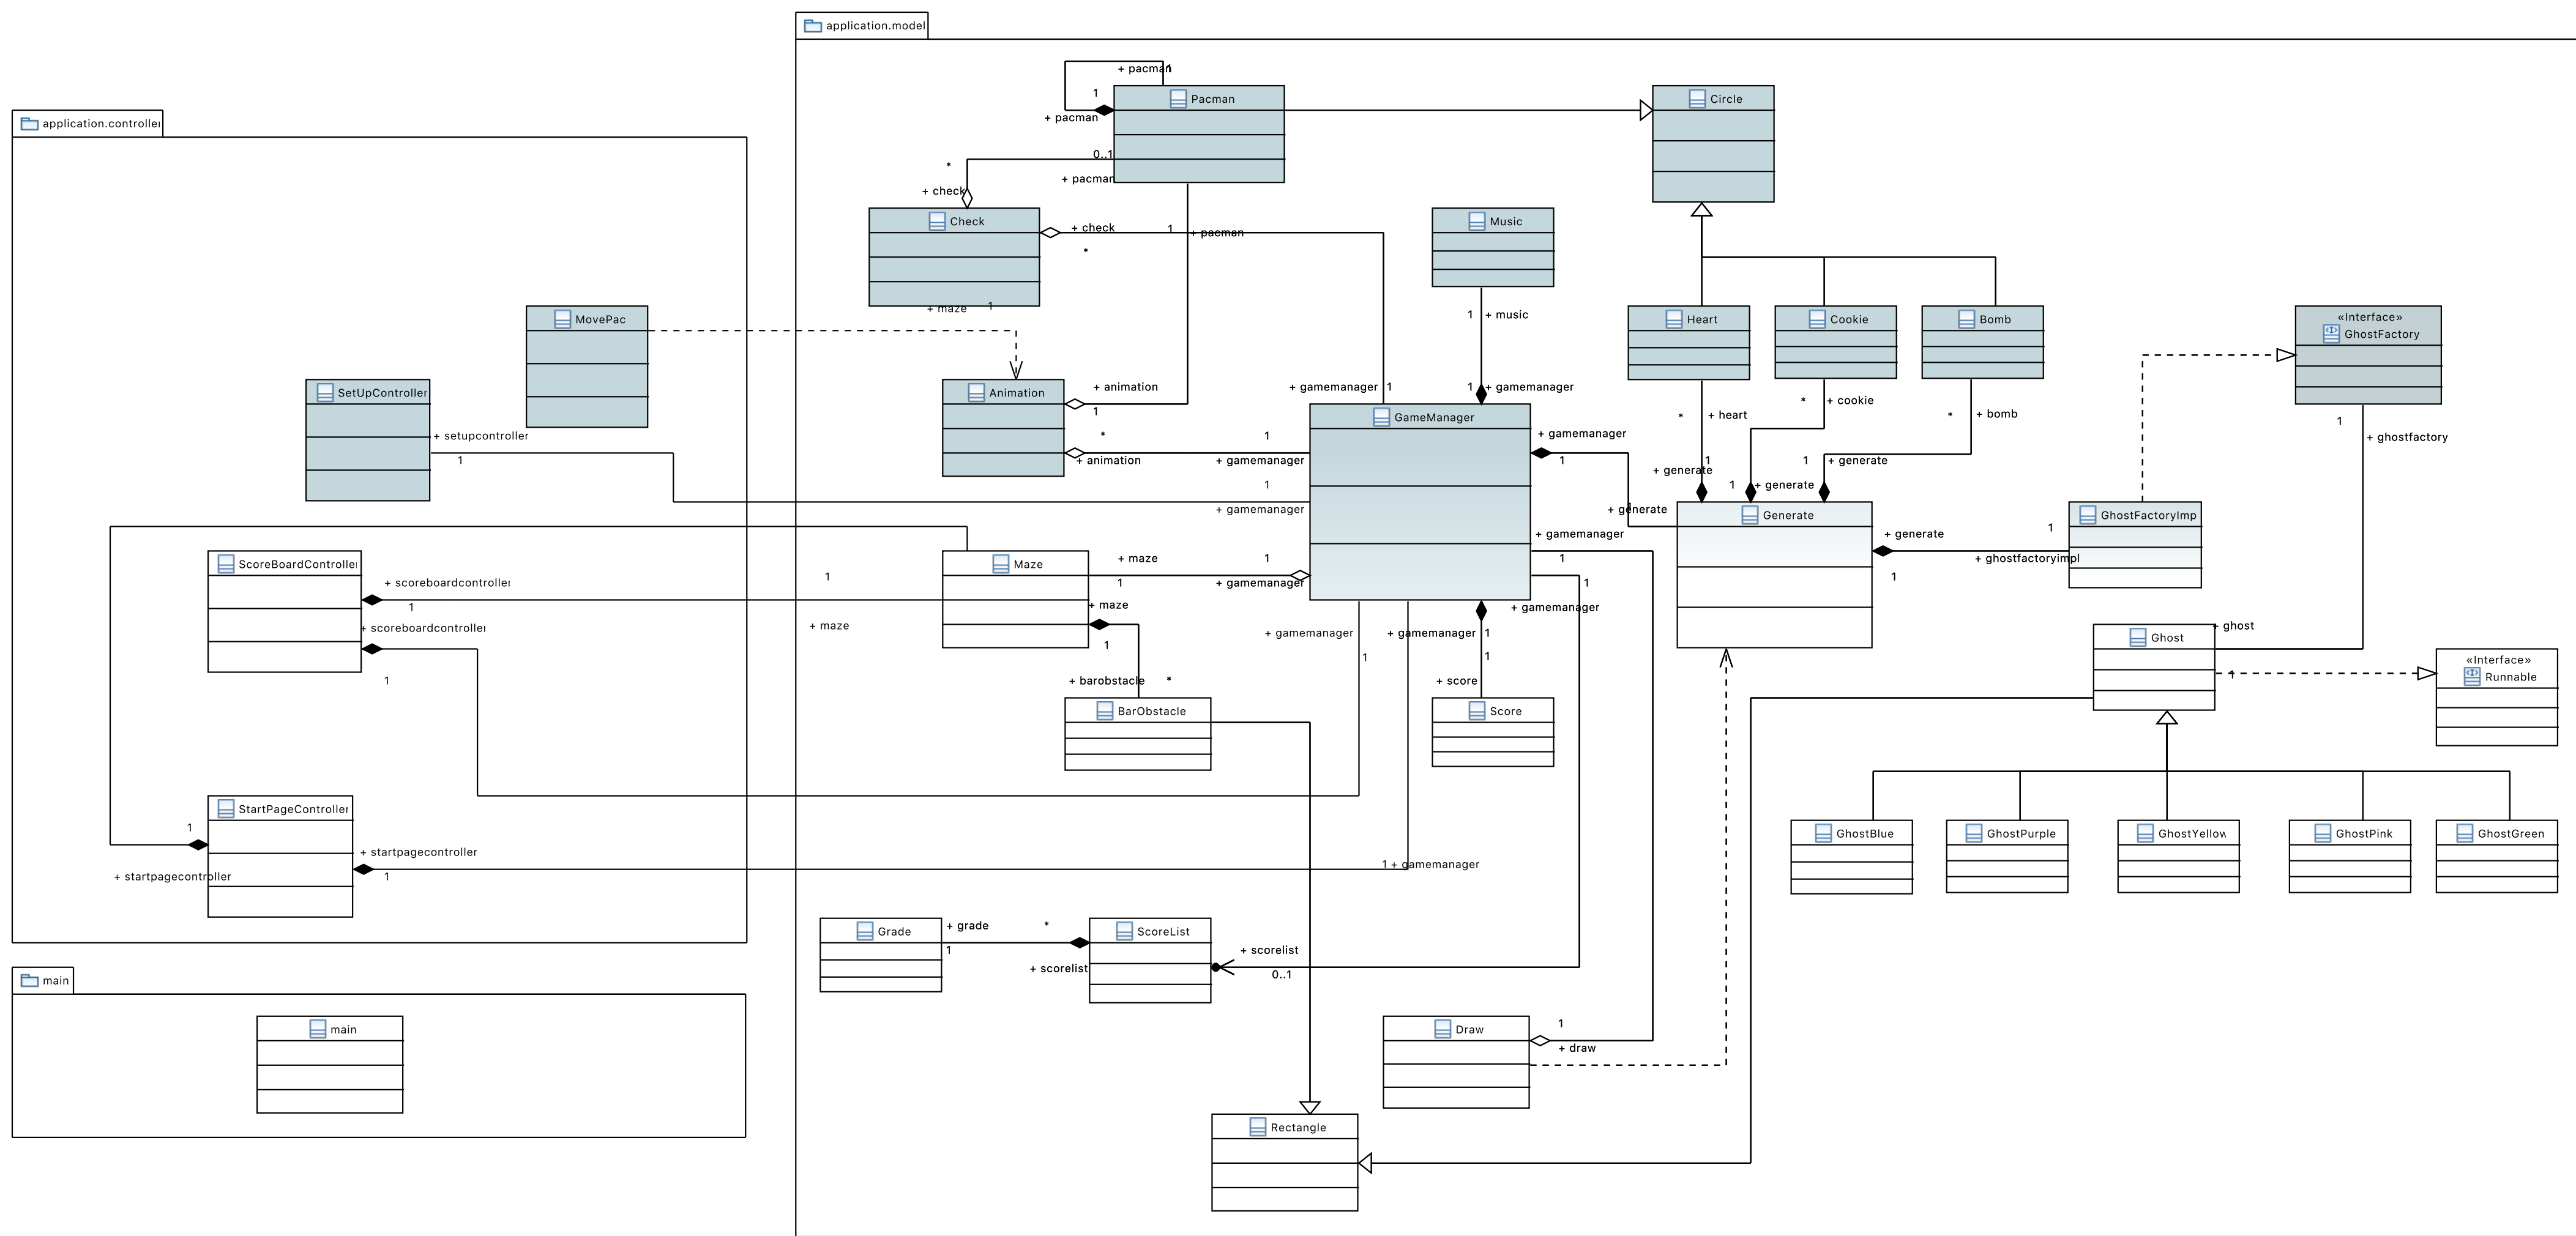 application.model
+ pacman
1
1
Pacman
Circle
+ pacman
application.controller
0..1
*
+ pacman
+ check
Check
+ check
1
+ pacman
Music
*
+ maze
1
MovePac
1
+ music
Heart
Cookie
Bomb
«Interface»
GhostFactory
SetUpController
Animation
+ animation
1
+ gamemanager
1
1
+ gamemanager
*
+ heart
*
+ cookie
*
+ bomb
GameManager
1
+ ghostfactory
+ setupcontroller
1
*
+ animation
1
+ gamemanager
+ gamemanager
1
1
+ generate
1
+ generate
1
+ generate
1
+ gamemanager
+ generate
Generate
GhostFactoryImp
+ gamemanager
1
+ generate
1
+ ghostfactoryimpl
1
ScoreBoardController
Maze
+ maze
1
1
+ gamemanager
1
+ scoreboardcontroller
1
1
+ maze
+ maze
1
+ gamemanager
+ scoreboardcontroller
1
+ gamemanager
1
+ gamemanager
1
1
+ ghost
Ghost
1
«Interface»
Runnable
+ barobstacle
*
+ score
BarObstacle
Score
StartPageController
1
+ startpagecontroller
+ startpagecontroller
1
1
+ gamemanager
GhostBlue
GhostPurple
GhostYellow
GhostPink
GhostGreen
Grade
+ grade
1
*
+ scorelist
ScoreList
+ scorelist
0..1
main
main
Draw
1
+ draw
Rectangle